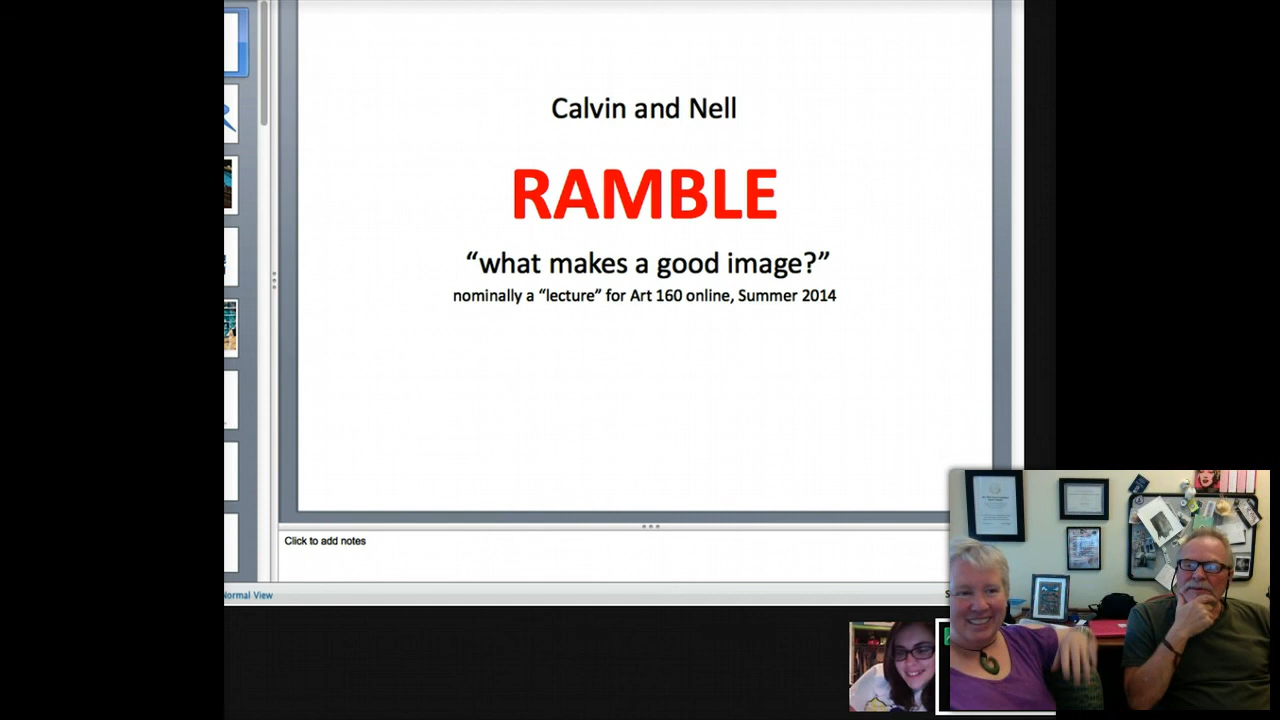 Calvin and Nell
RAMBLE
“what makes a good image?”
nominally a “lecture” for Art 160 online, Summer 2014
Click to add notes
Normal View